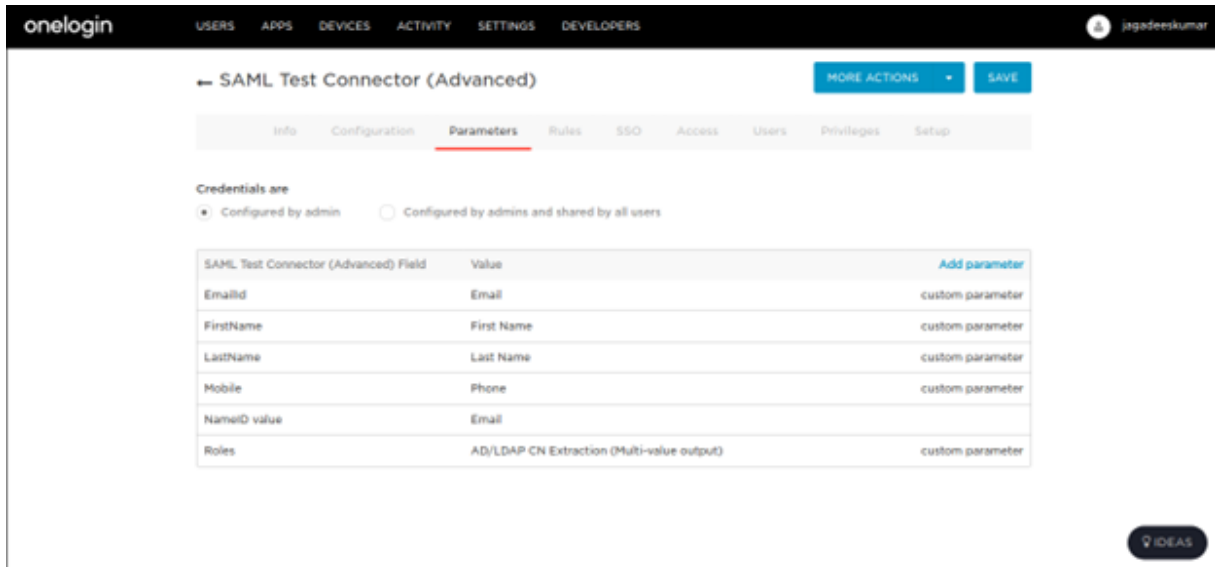 onelogin USERS APPS DEVICES ACTIVITY SETTINGS DEVELOPERS jagadeeskumar
← SAML Test Connector (Advanced) MORE ACTIONS SAVE
Info Configuration Parameters Rules SSO Access Users Privileges Setup
Credentials are
Configured by admin Configured by admins and shared by all users
SAML Test Connector (Advanced) Field Value Add parameter
EmailId Email custom parameter
FirstName First Name custom parameter
LastName Last Name custom parameter
Mobile Phone custom parameter
NameID value Email
Roles AD/LDAP CN Extraction (Multi-value output) custom parameter
IDEAS